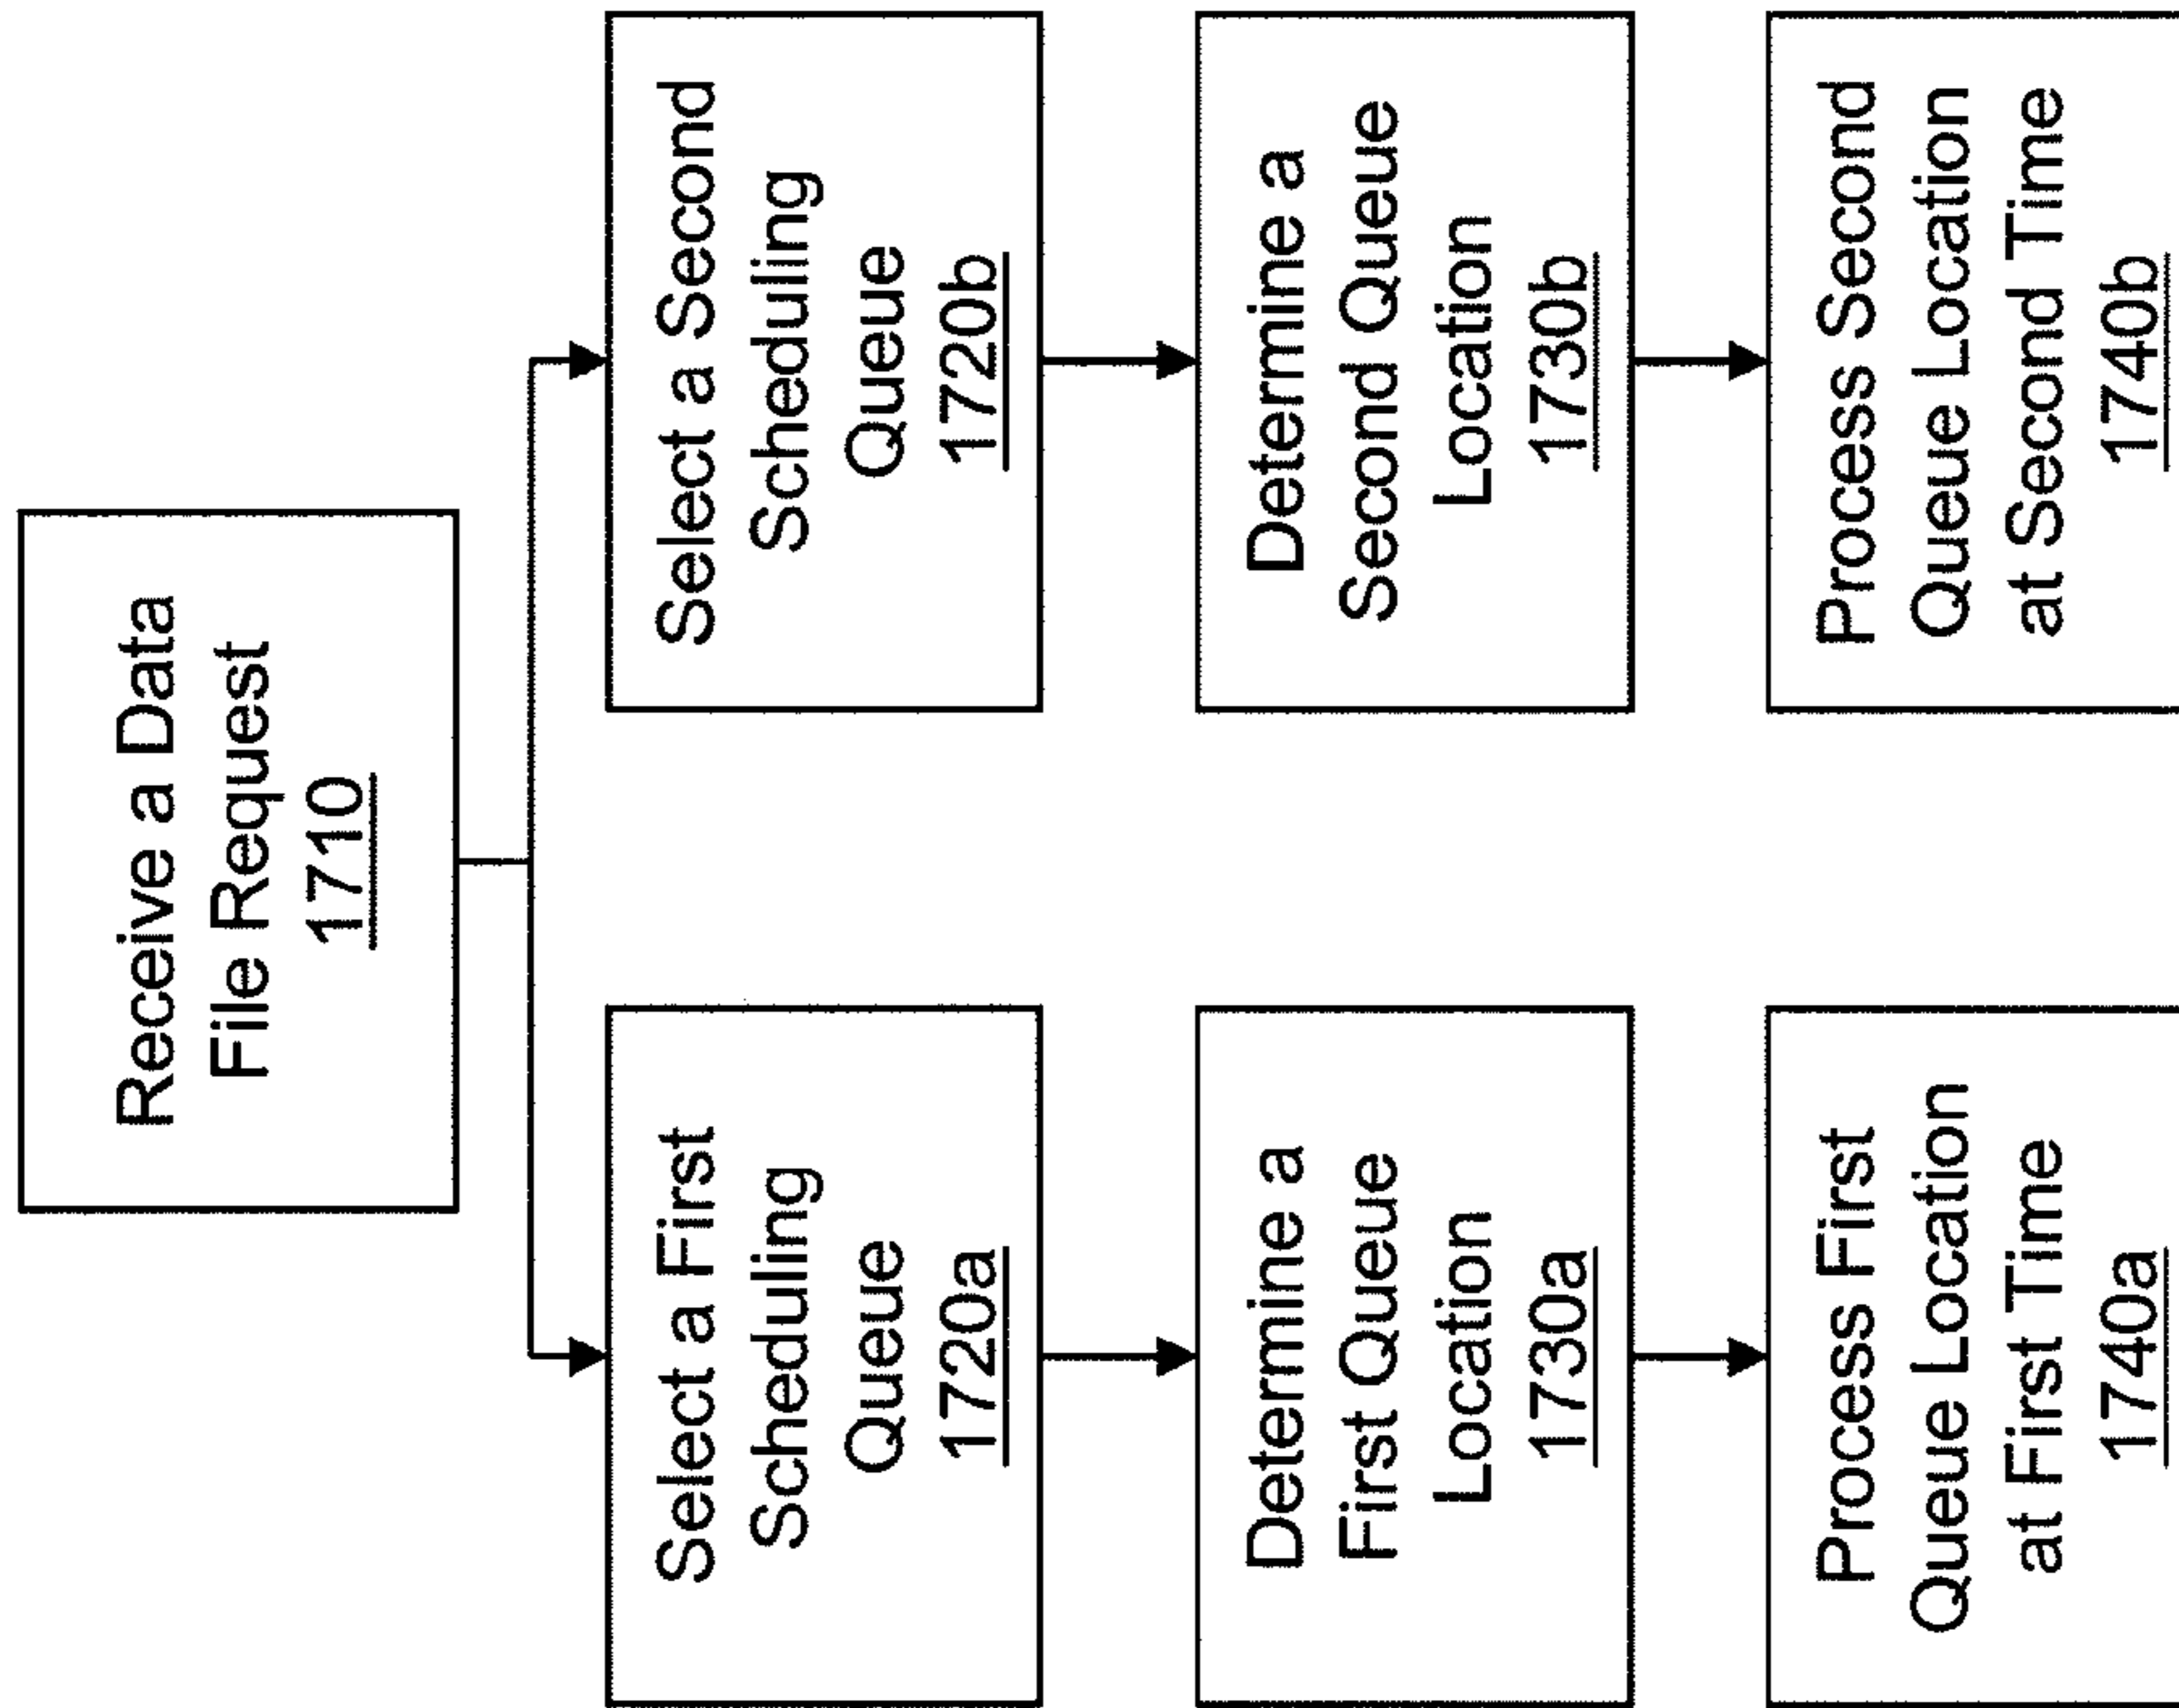 Receive a Data
File Request
1710
Select a First
Scheduling
Queue
1720a
Select a Second
Scheduling
Queue
1720b
Determine a
First Queue
Location
1730a
Determine a
Second Queue
Location
1730b
Process First
Queue Location
at First Time
1740a
Process Second
Queue Location
at Second Time
1740b